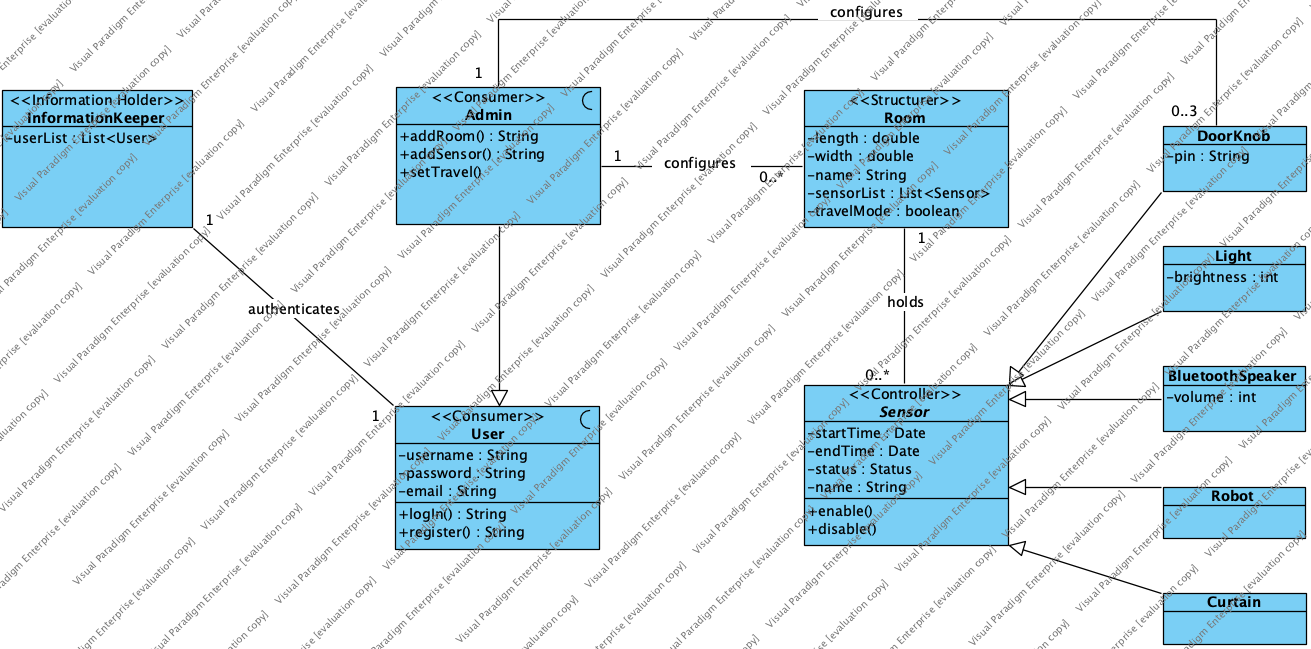 configures
1
0..3
<<Information Holder>>
InformationKeeper
-userList : List<User>
1
<<Consumer>>
Admin
+addRoom() : String
+addSensor() : String
+setTravel()
1
configures
0..*
<<Structurer>>
Room
-length : double
-width : double
-name : String
-sensorList : List<Sensor>
-travelMode : boolean
1
DoorKnob
-pin : String
Light
-brightness : int
authenticates
1
holds
0..*
<<Consumer>>
User
-username : String
-password : String
-email : String
+logIn() : String
+register() : String
<<Controller>>
Sensor
-startTime : Date
-endTime : Date
-status : Status
-name : String
+enable()
+disable()
BluetoothSpeaker
-volume : int
Robot
Curtain
Visual Paradigm Enterprise [evaluation copy]